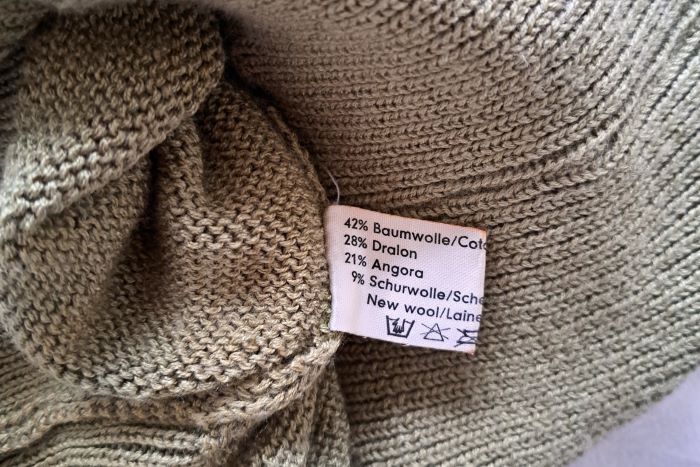 42% Baumwolle/Coto
28% Dralon
21% Angora
9% Schurwolle/Sche
New wool/Laine